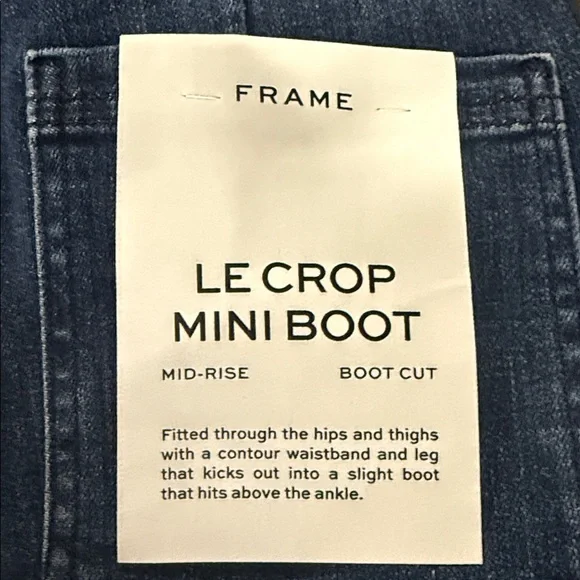 FRAME
LE CROP
MINI BOOT
MID-RISE BOOT CUT
Fitted through the hips and thighs
with a contour waistband and leg
that kicks out into a slight boot
that hits above the ankle.